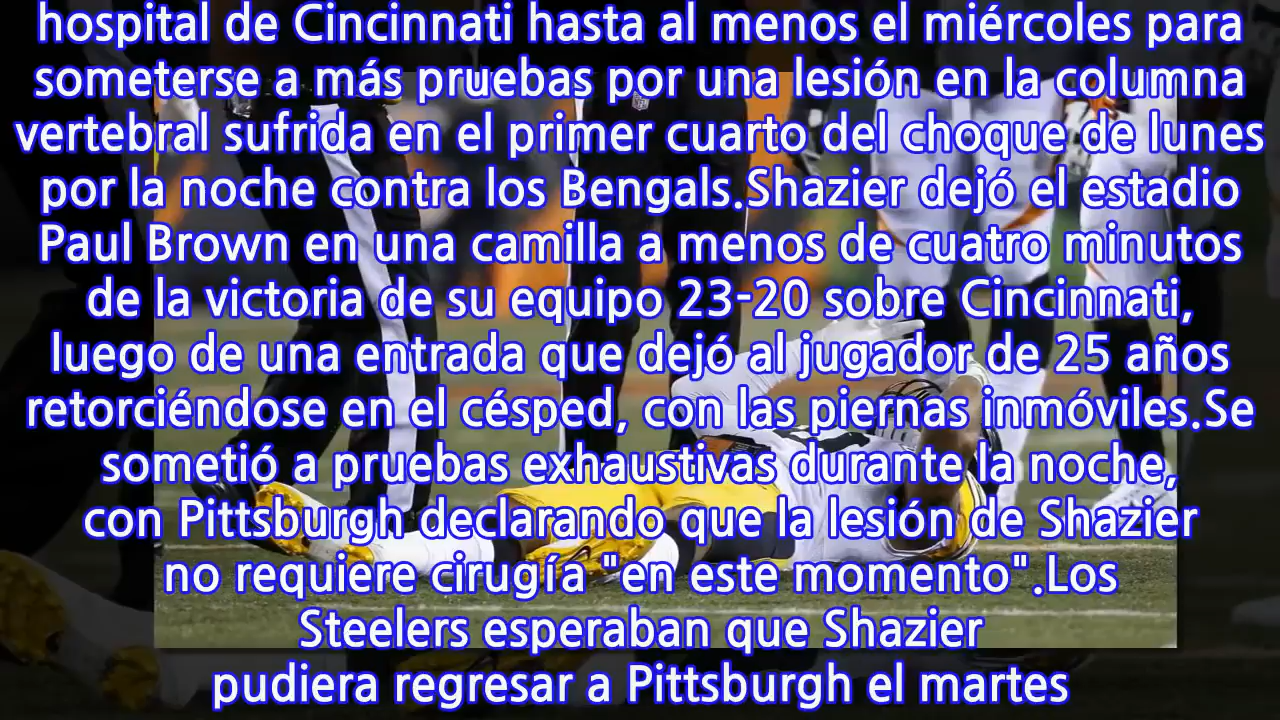 hospital de Cincinnati hasta al menos el miércoles para
someterse a más pruebas por una lesión en la columna
vertebral sufrida en el primer cuarto del choque de lunes
por la noche contra los Bengals.Shazier dejó el estadio
Paul Brown en una camilla a menos de cuatro minutos
de la victoria de su equipo 23-20 sobre Cincinnati,
luego de una entrada que dejó al jugador de 25 años
retorciéndose en el césped, con las piernas inmóviles.Se
sometió a pruebas exhaustivas durante la noche,
con Pittsburgh declarando que la lesión de Shazier
no requiere cirugía "en este momento".Los
Steelers esperaban que Shazier
pudiera regresar a Pittsburgh el martes